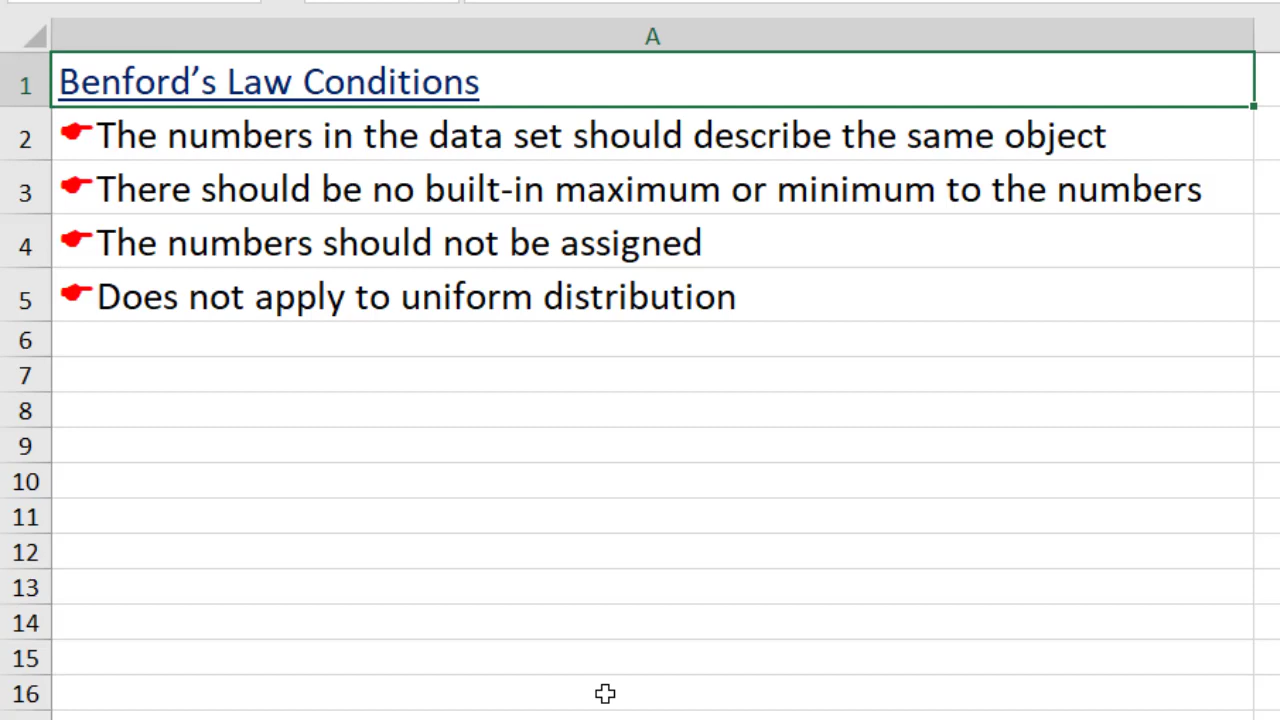 A
1 Benford’s Law Conditions
2 The numbers in the data set should describe the same object
3 There should be no built-in maximum or minimum to the numbers
4 The numbers should not be assigned
5 Does not apply to uniform distribution
6
7
8
9
10
11
12
13
14
15
16